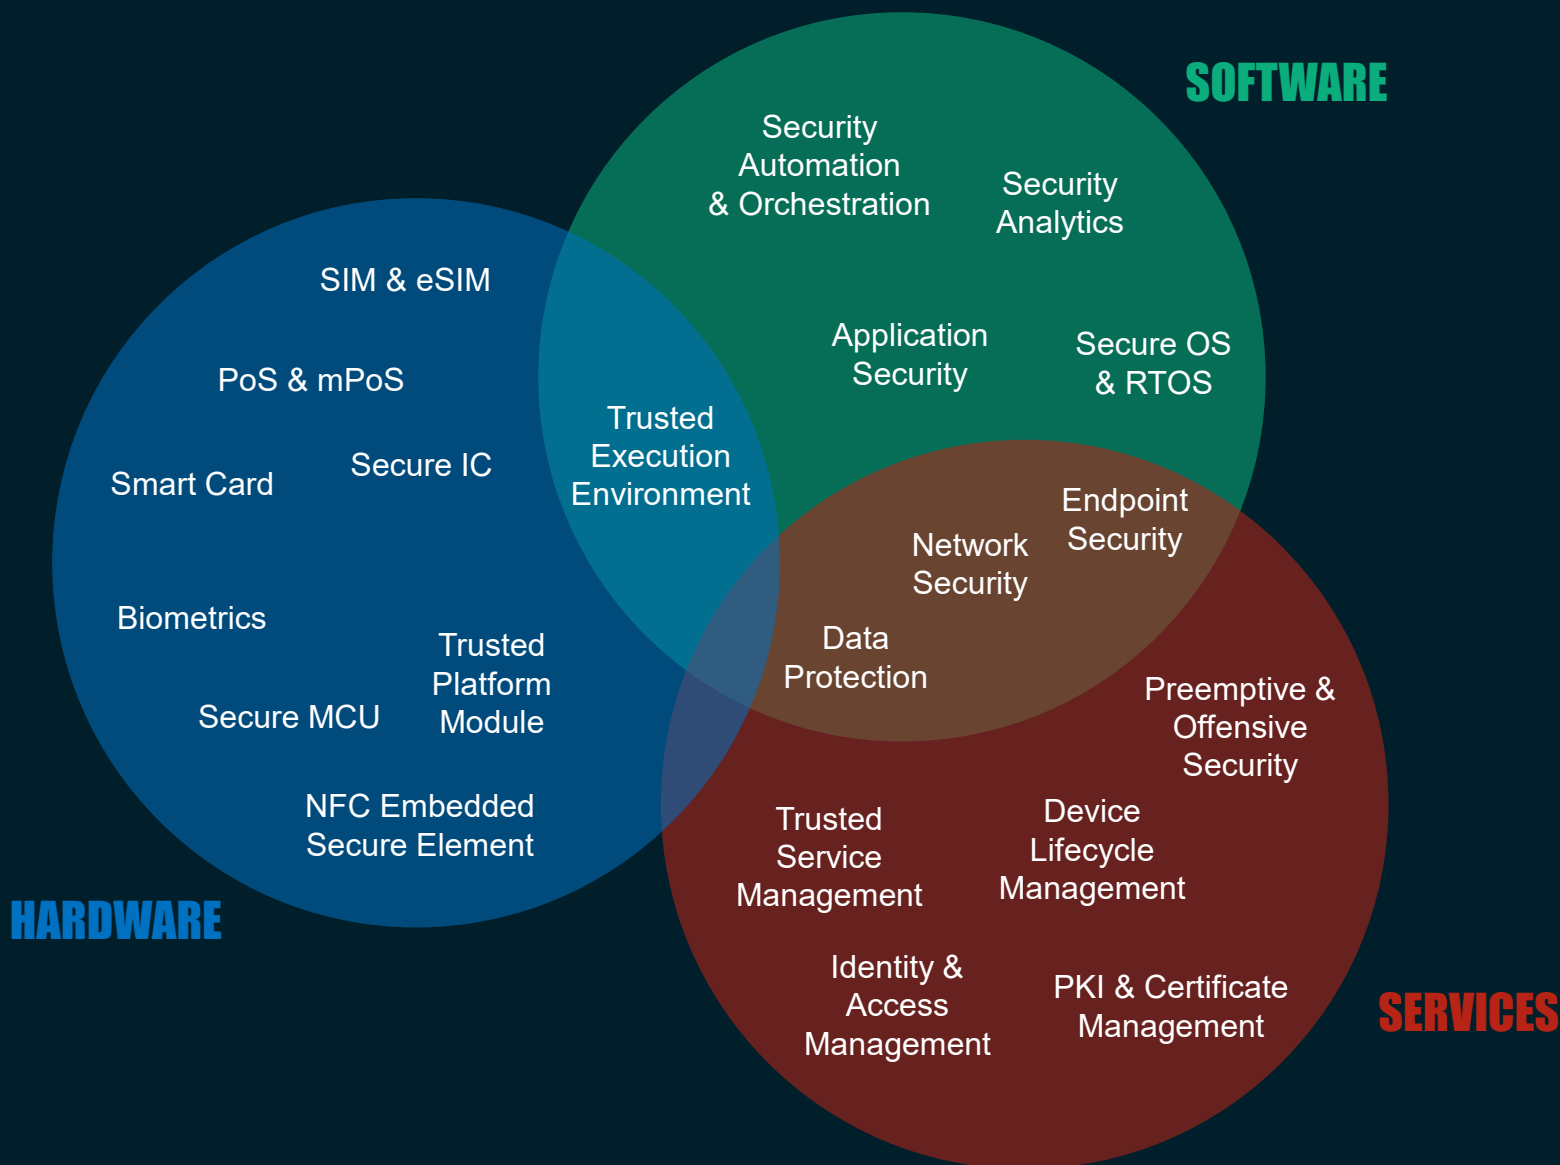 SOFTWARE
Security
Automation
& Orchestration
Security
Analytics
SIM & eSIM
Application
Security
Secure OS
& RTOS
PoS & mPoS
Trusted
Execution
Environment
Secure IC
Smart Card
Endpoint
Security
Network
Security
Biometrics
Trusted
Platform
Module
Data
Protection
Secure MCU
Preemptive &
Offensive
Security
NFC Embedded
Secure Element
Trusted
Service
Management
Device
Lifecycle
Management
HARDWARE
Identity &
Access
Management
PKI & Certificate
Management
SERVICES